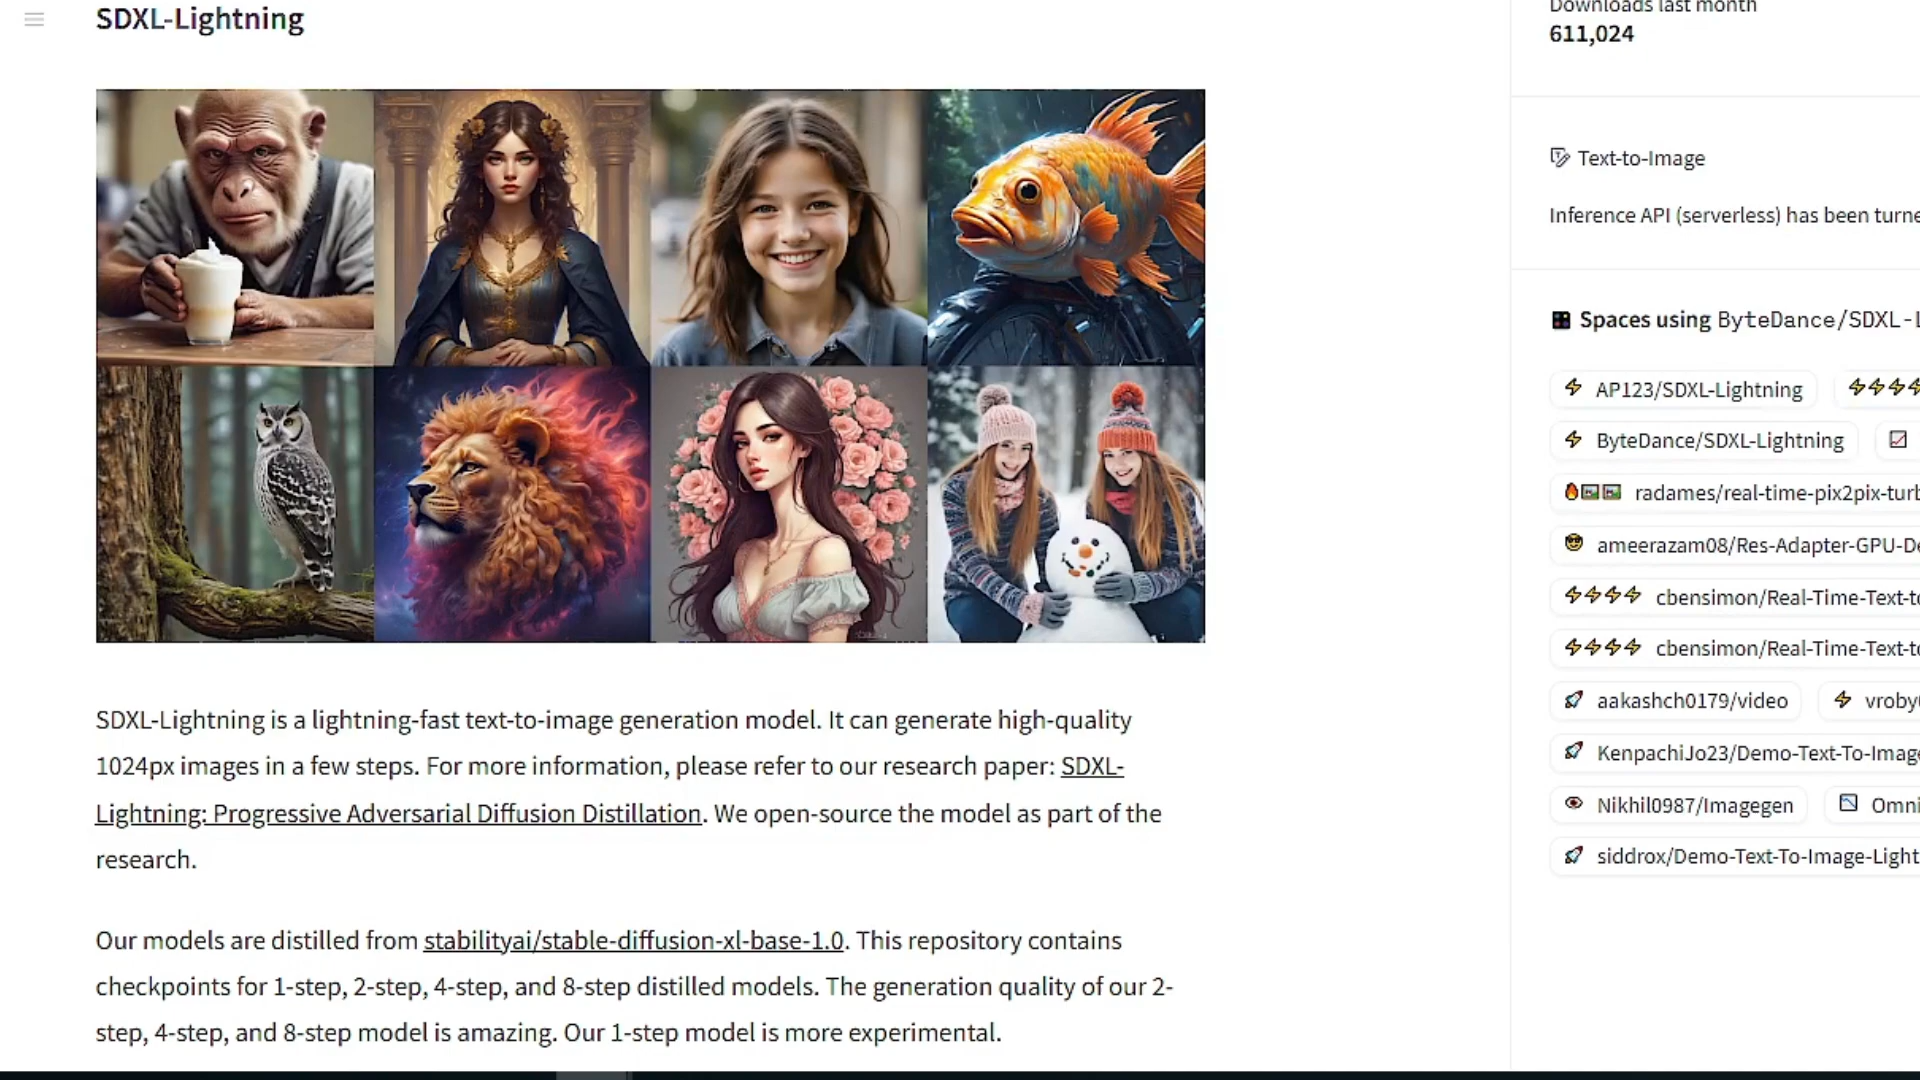 SDXL-Lightning
SDXL-Lightning is a lightning-fast text-to-image generation model. It can generate high-quality
1024px images in a few steps. For more information, please refer to our research paper: SDXL-
Lightning: Progressive Adversarial Diffusion Distillation. We open-source the model as part of the
research.
Our models are distilled from stabilityai/stable-diffusion-xl-base-1.0. This repository contains
checkpoints for 1-step, 2-step, 4-step, and 8-step distilled models. The generation quality of our 2-
step, 4-step, and 8-step model is amazing. Our 1-step model is more experimental.
Downloads last month
611,024
Text-to-Image
Inference API (serverless) has been turne
Spaces using ByteDance/SDXL-L
AP123/SDXL-Lightning
ByteDance/SDXL-Lightning
radames/real-time-pix2pix-turb
ameerazam08/Res-Adapter-GPU-De
cbensimon/Real-Time-Text-to
cbensimon/Real-Time-Text-to
aakashch0179/video vroby
KenpachiJo23/Demo-Text-To-Image
Nikhil0987/Imagegen Omni
siddrox/Demo-Text-To-Image-Light